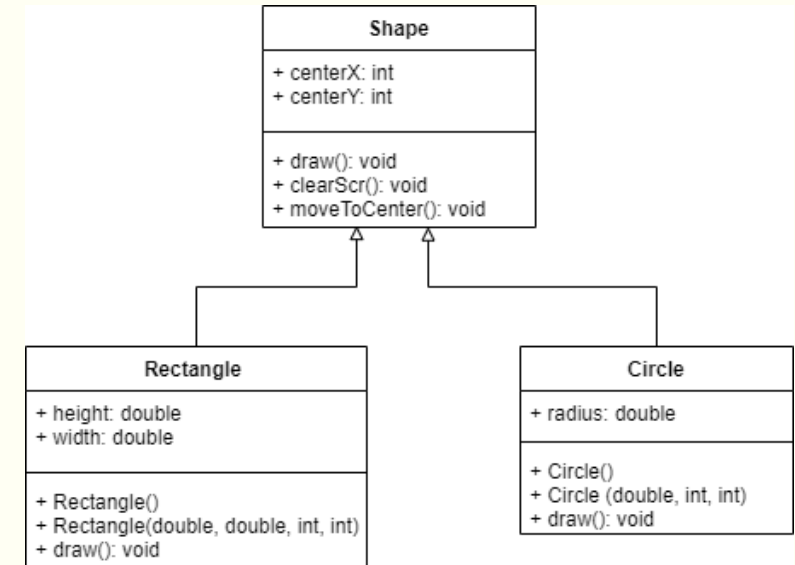 Shape
+ centerX: int
+ centerY: int
+ draw(): void
+ clearScr(): void
+ moveToCenter(): void
Rectangle
+ height: double
+ width: double
+ Rectangle()
+ Rectangle(double, double, int, int)
+ draw(): void
Circle
+ radius: double
+ Circle()
+ Circle (double, int, int)
+ draw(): void